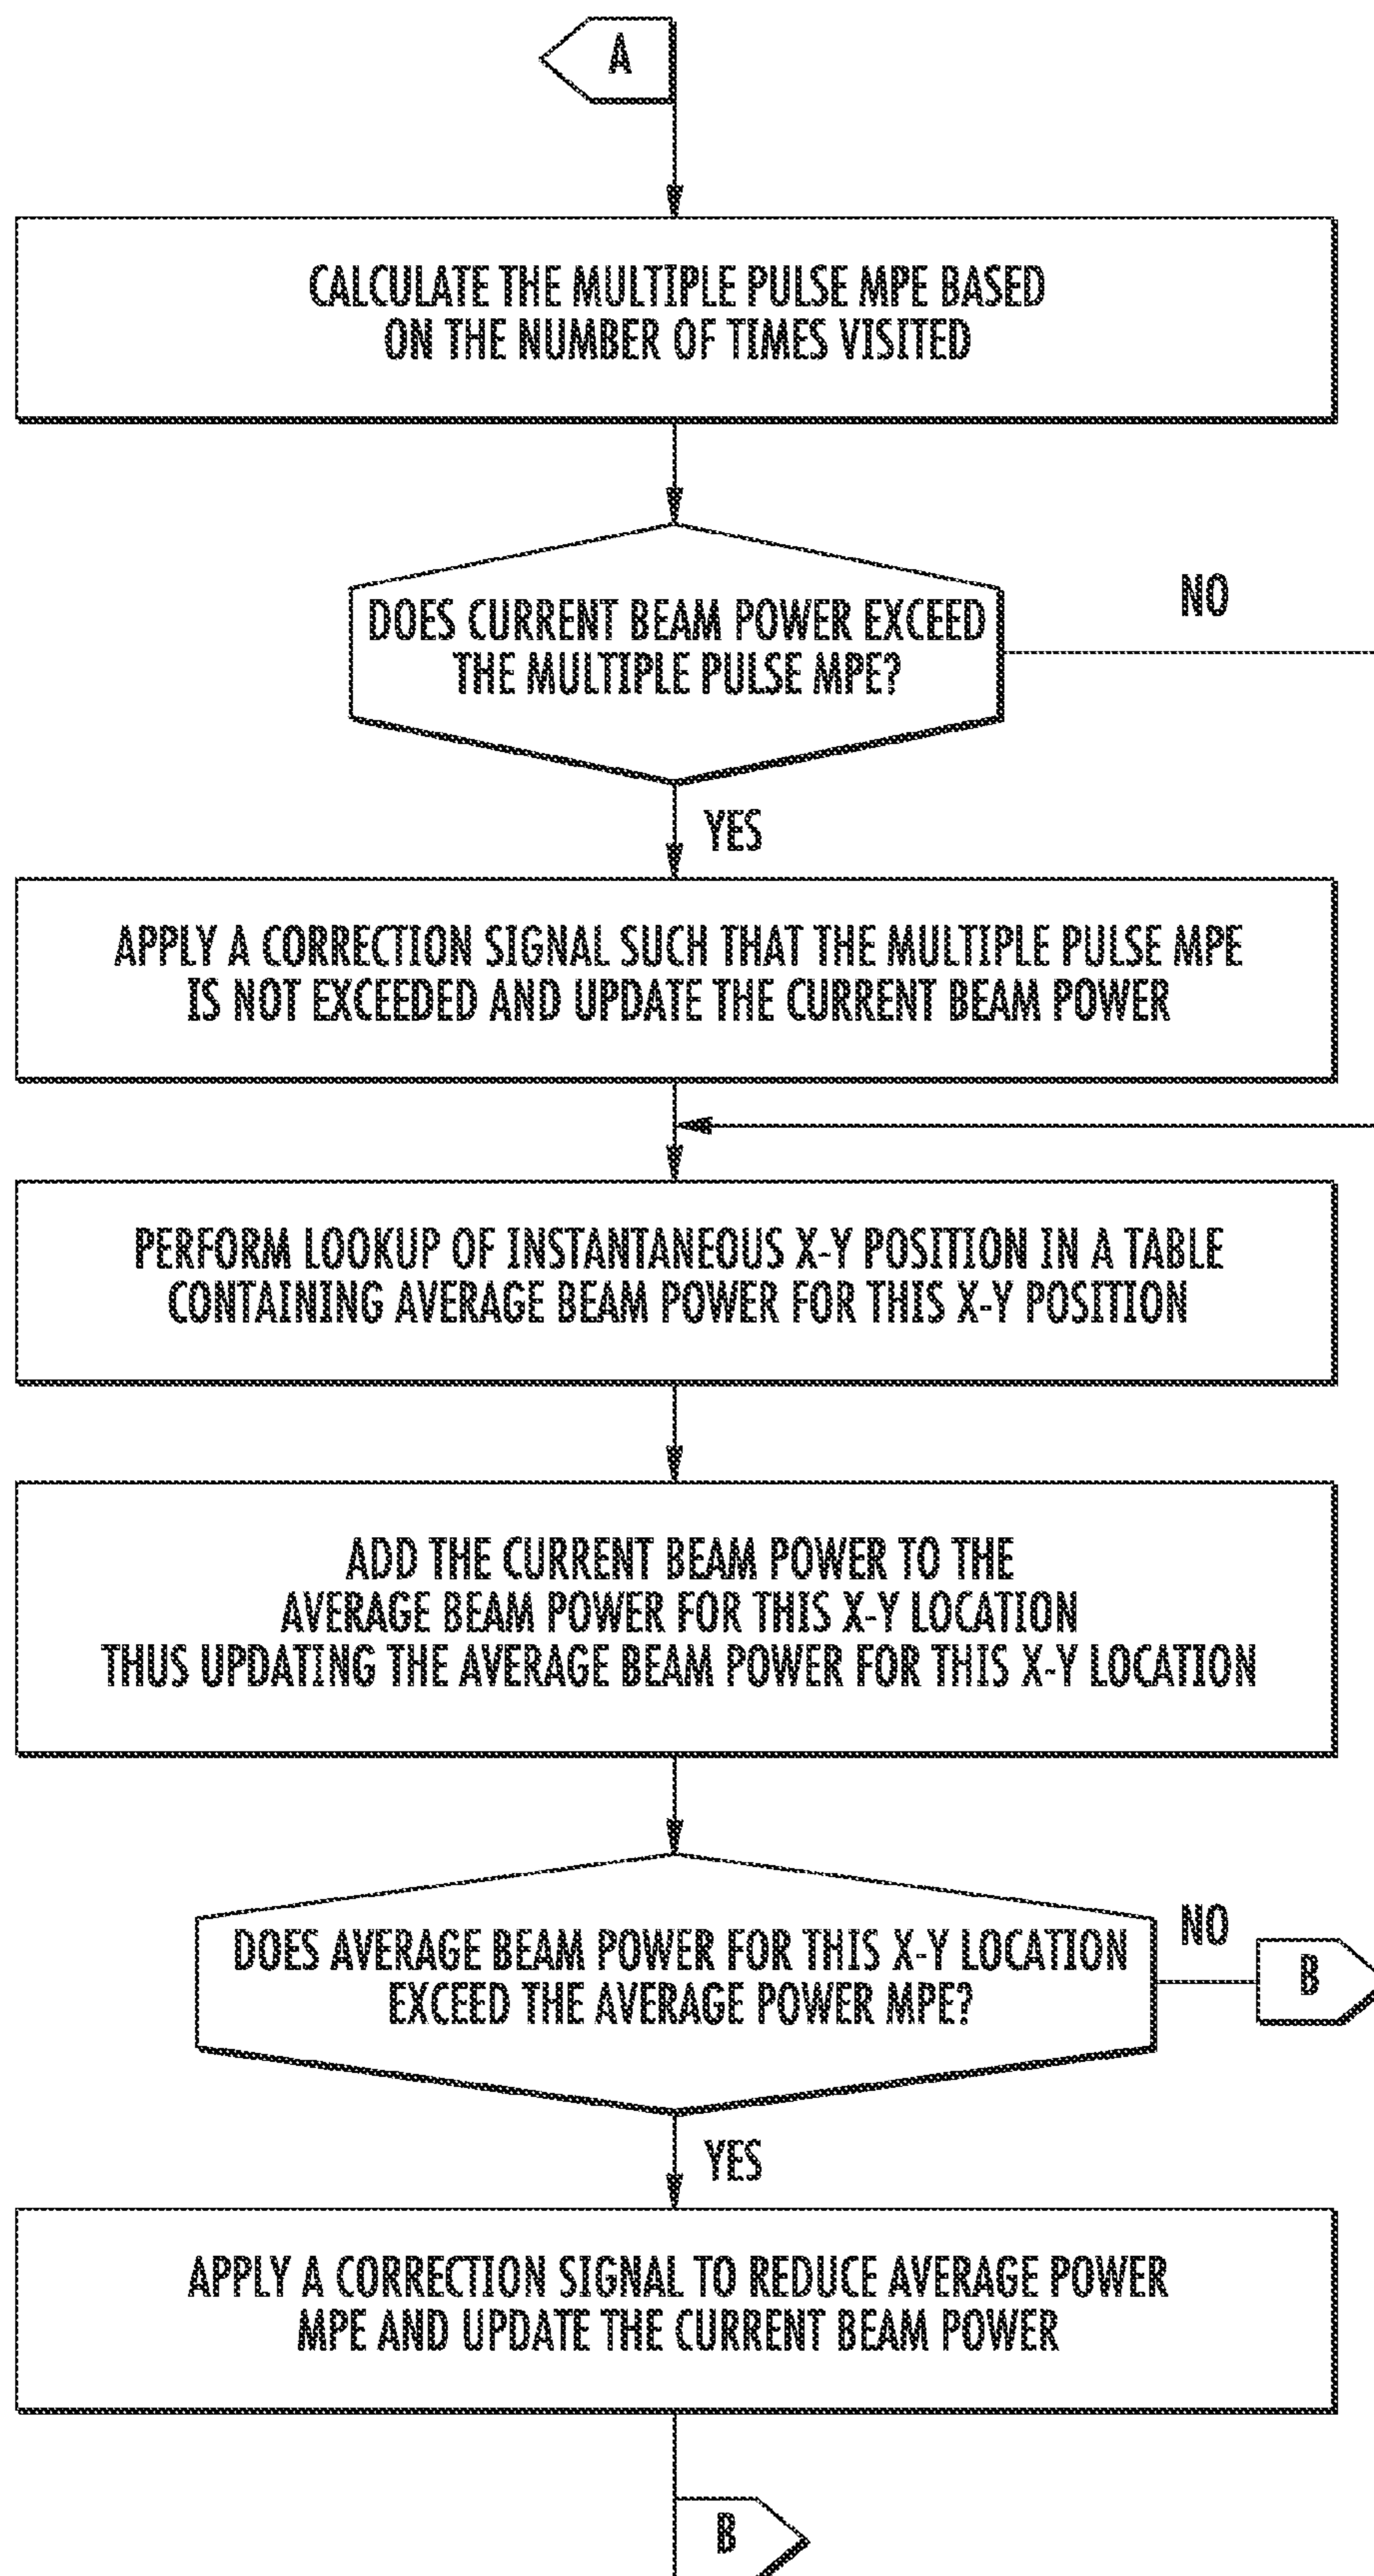 A
CALCULATE THE MULTIPLE PULSE MPE BASED
ON THE NUMBER OF TIMES VISITED
DOES CURRENT BEAM POWER EXCEED
THE MULTIPLE PULSE MPE?
NO
YES
APPLY A CORRECTION SIGNAL SUCH THAT THE MULTIPLE PULSE MPE
IS NOT EXCEEDED AND UPDATE THE CURRENT BEAM POWER
PERFORM LOOKUP OF INSTANTANEOUS X-Y POSITION IN A TABLE
CONTAINING AVERAGE BEAM POWER FOR THIS X-Y POSITION
ADD THE CURRENT BEAM POWER TO THE
AVERAGE BEAM POWER FOR THIS X-Y LOCATION
THUS UPDATING THE AVERAGE BEAM POWER FOR THIS X-Y LOCATION
DOES AVERAGE BEAM POWER FOR THIS X-Y LOCATION
EXCEED THE AVERAGE POWER MPE?
NO
B
YES
APPLY A CORRECTION SIGNAL TO REDUCE AVERAGE POWER
MPE AND UPDATE THE CURRENT BEAM POWER
B